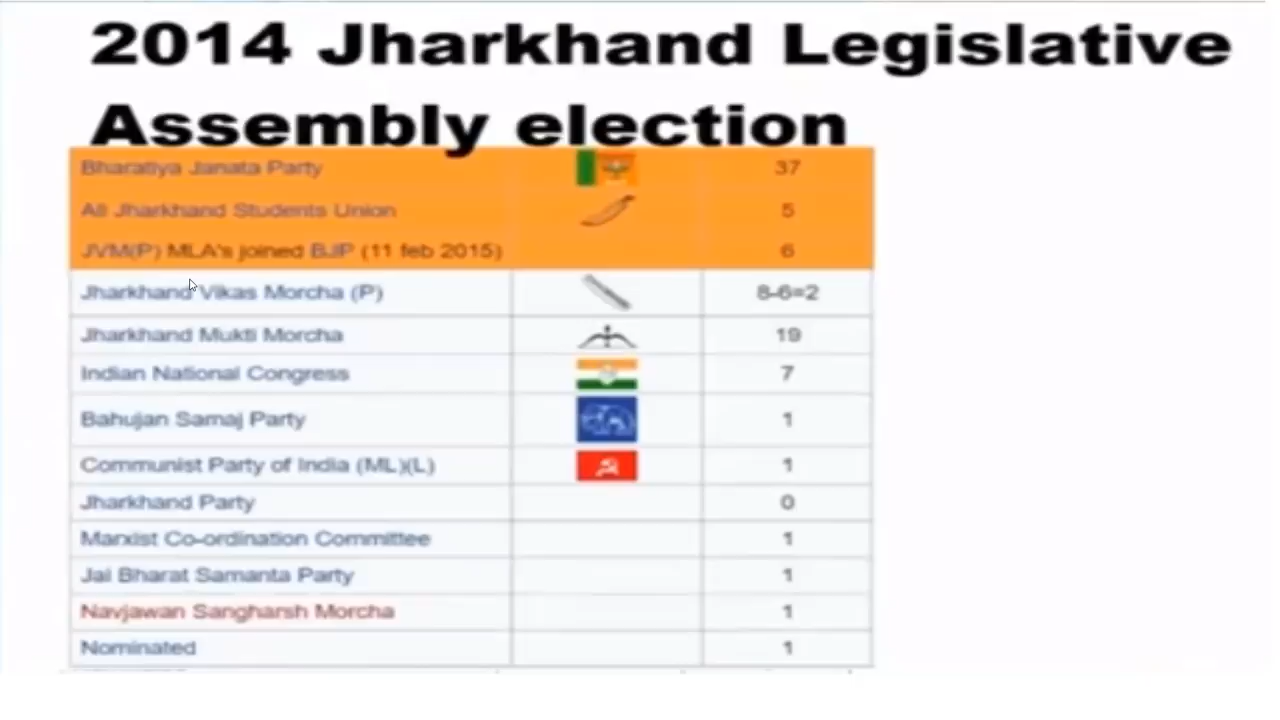 2014 Jharkhand Legislative
Assembly election
Bharatiya Janata Party 37
All Jharkhand Students Union 5
JVM(P) MLA's joined BJP (11 feb 2015) 6
Jharkhand Vikas Morcha (P) 8-6=2
Jharkhand Mukti Morcha 19
Indian National Congress 7
Bahujan Samaj Party 1
Communist Party of India (ML)(L) 1
Jharkhand Party 0
Marxist Co-ordination Committee 1
Jai Bharat Samanta Party 1
Navjawan Sangharsh Morcha 1
Nominated 1